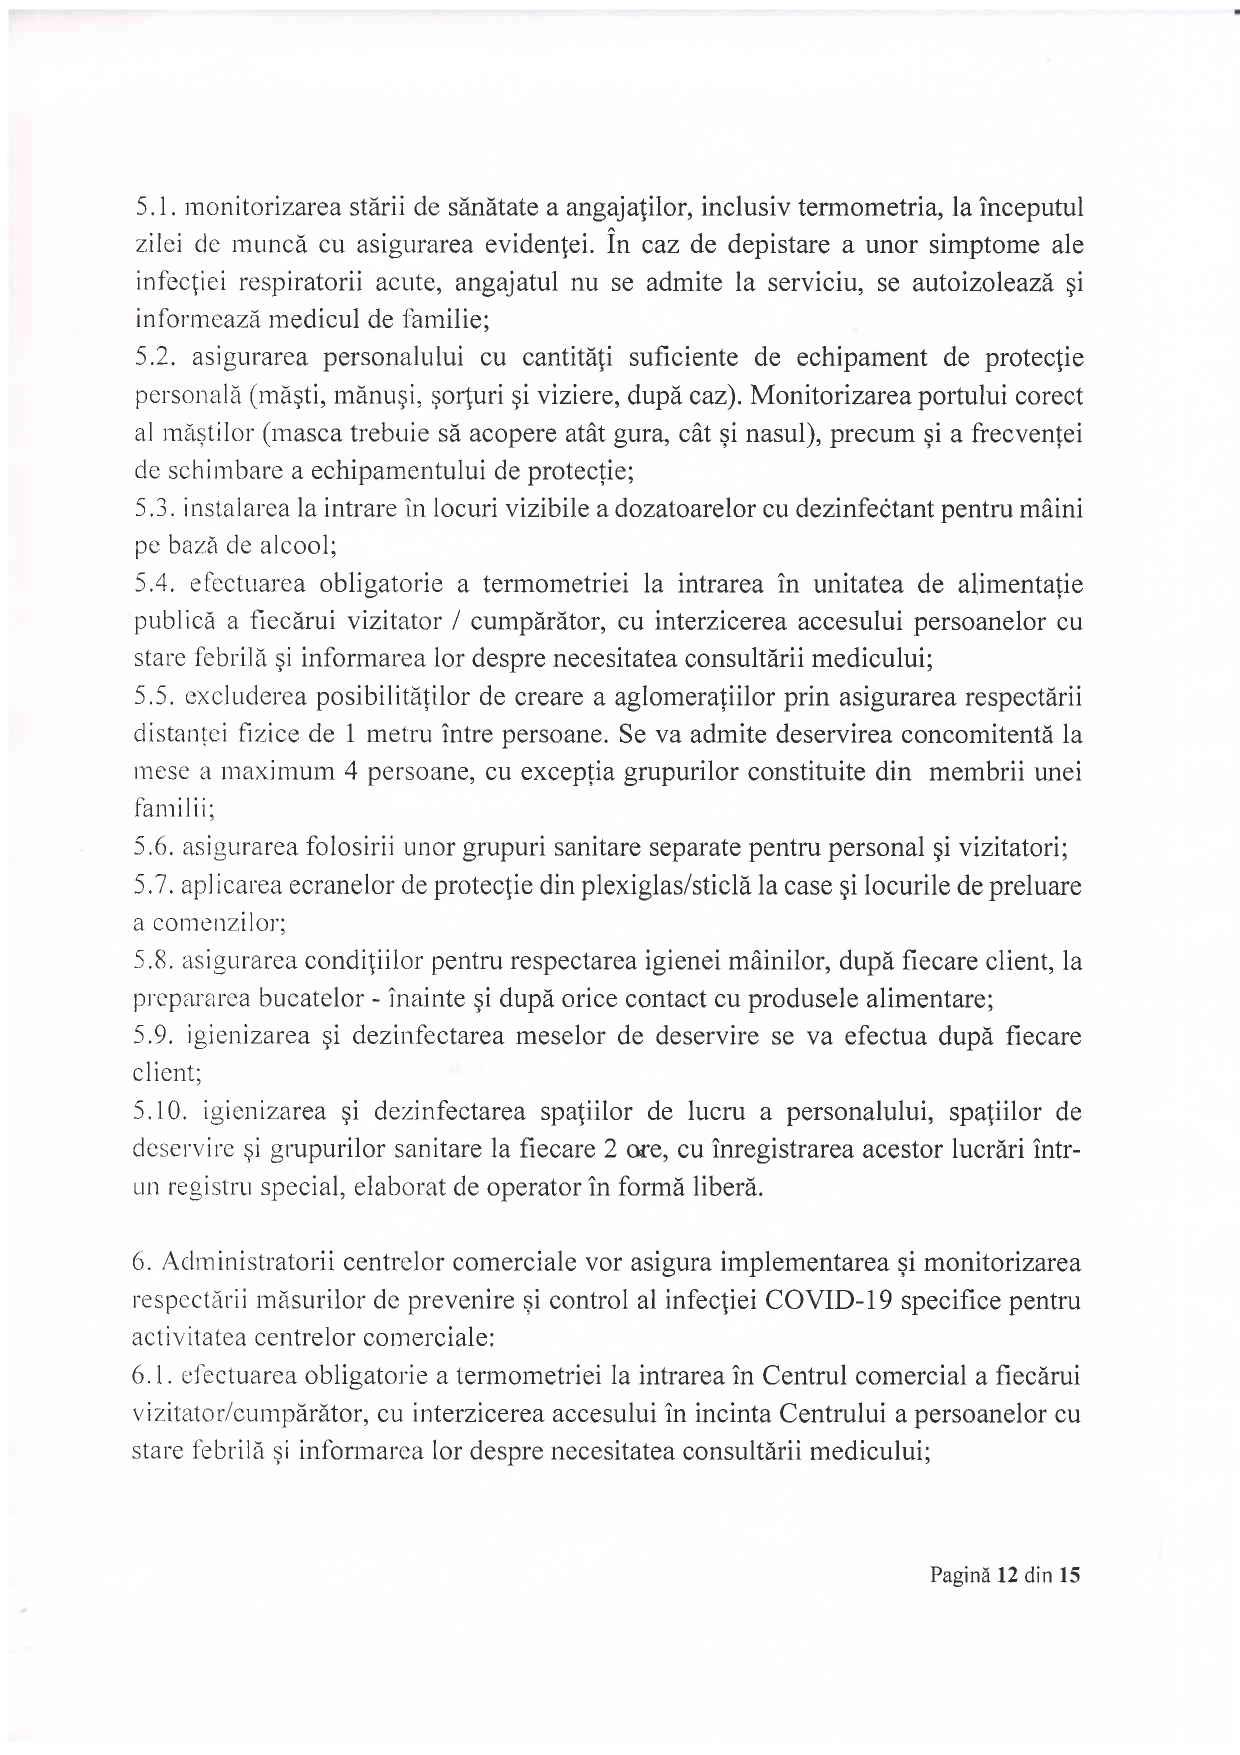 5.1. monitorizarea stării de sănătate a angajaţilor, inclusiv termometria, la începutul
zilei de muncă cu asigurarea evidenţei. În caz de depistare a unor simptome ale
infecţiei respiratorii acute, angajatul nu se admite la serviciu, se autoizolează şi
informează medicul de familie;
5.2. asigurarea personalului cu cantităţi suficiente de echipament de protecţie
personală (măşti, mănuşi, şorţuri şi viziere, după caz). Monitorizarea portului corect
al măștilor (masca trebuie să acopere atât gura, cât și nasul), precum și a frecvenței
de schimbare a echipamentului de protecție;
5.3. instalarea la intrare în locuri vizibile a dozatoarelor cu dezinfectant pentru mâini
pe bază de alcool;
5.4. efectuarea obligatorie a termometriei la intrarea în unitatea de alimentație
publică a fiecărui vizitator / cumpărător, cu interzicerea accesului persoanelor cu
stare febrilă şi informarea lor despre necesitatea consultării medicului;
5.5. excluderea posibilităților de creare a aglomerațiilor prin asigurarea respectării
distanței fizice de 1 metru între persoane. Se va admite deservirea concomitentă la
mese a maximum 4 persoane, cu excepția grupurilor constituite din membrii unei
familii;
5.6. asigurarea folosirii unor grupuri sanitare separate pentru personal şi vizitatori;
5.7. aplicarea ecranelor de protecţie din plexiglas/sticlă la case şi locurile de preluare
a comenzilor;
5.8. asigurarea condiţiilor pentru respectarea igienei mâinilor, după fiecare client, la
prepararea bucatelor - înainte şi după orice contact cu produsele alimentare;
5.9. igienizarea şi dezinfectarea meselor de deservire se va efectua după fiecare
client;
5.10. igienizarea şi dezinfectarea spaţiilor de lucru a personalului, spaţiilor de
deservire şi grupurilor sanitare la fiecare 2 ore, cu înregistrarea acestor lucrări într-
un registru special, elaborat de operator în formă liberă.
6. Administratorii centrelor comerciale vor asigura implementarea și monitorizarea
respectării măsurilor de prevenire și control al infecţiei COVID-19 specifice pentru
activitatea centrelor comerciale:
6.1. efectuarea obligatorie a termometriei la intrarea în Centrul comercial a fiecărui
vizitator/cumpărător, cu interzicerea accesului în incinta Centrului a persoanelor cu
stare febrilă şi informarea lor despre necesitatea consultării medicului;
Pagină 12 din 15